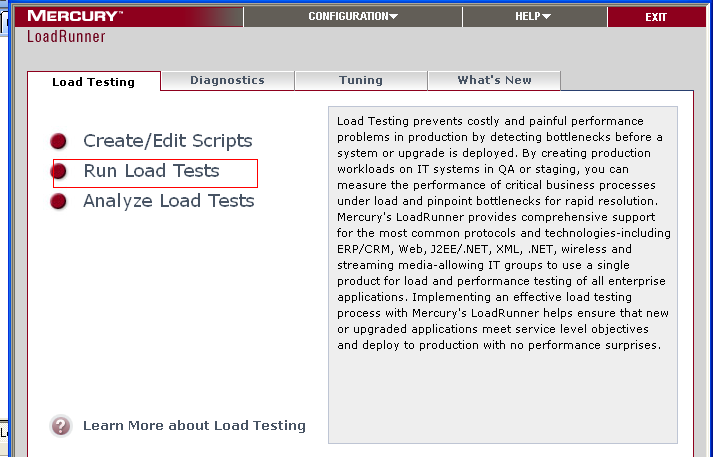 MERCURY™
CONFIGURATION
HELP
EXIT
LoadRunner
Load Testing
Diagnostics
Tuning
What's New
Create/Edit Scripts
Run Load Tests
Analyze Load Tests
Load Testing prevents costly and painful performance
problems in production by detecting bottlenecks before a
system or upgrade is deployed. By creating production
workloads on IT systems in QA or staging, you can
measure the performance of critical business processes
under load and pinpoint bottlenecks for rapid resolution.
Mercury's LoadRunner provides comprehensive support
for the most common protocols and technologies-including
ERP/CRM, Web, J2EE/.NET, XML, .NET, wireless and
streaming media-allowing IT groups to use a single
product for load and performance testing of all enterprise
applications. Implementing an effective load testing
process with Mercury's LoadRunner helps ensure that new
or upgraded applications meet service level objectives
and deploy to production with no performance surprises.
? Learn More about Load Testing